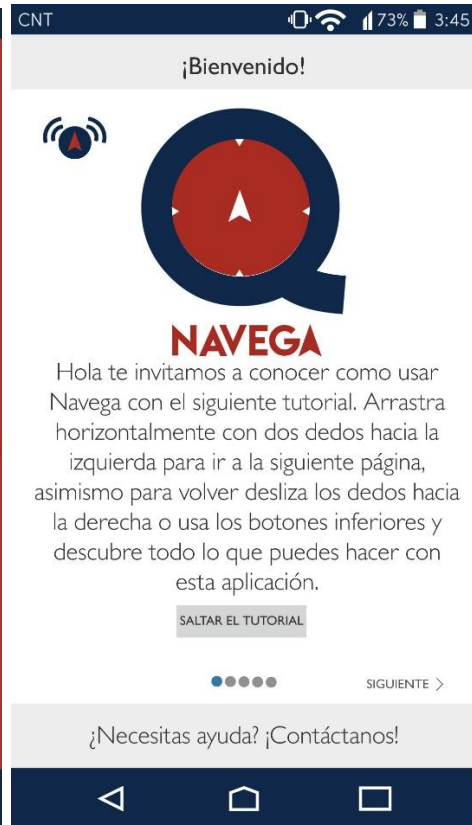 CNT 73% 3:45
¡Bienvenido!
NAVEGA
Hola te invitamos a conocer como usar
Navega con el siguiente tutorial. Arrastra
horizontalmente con dos dedos hacia la
izquierda para ir a la siguiente página,
asimismo para volver desliza los dedos hacia
la derecha o usa los botones inferiores y
descubre todo lo que puedes hacer con
esta aplicación.
SALTAR EL TUTORIAL
SIGUIENTE >
¿Necesitas ayuda? ¡Contáctanos!